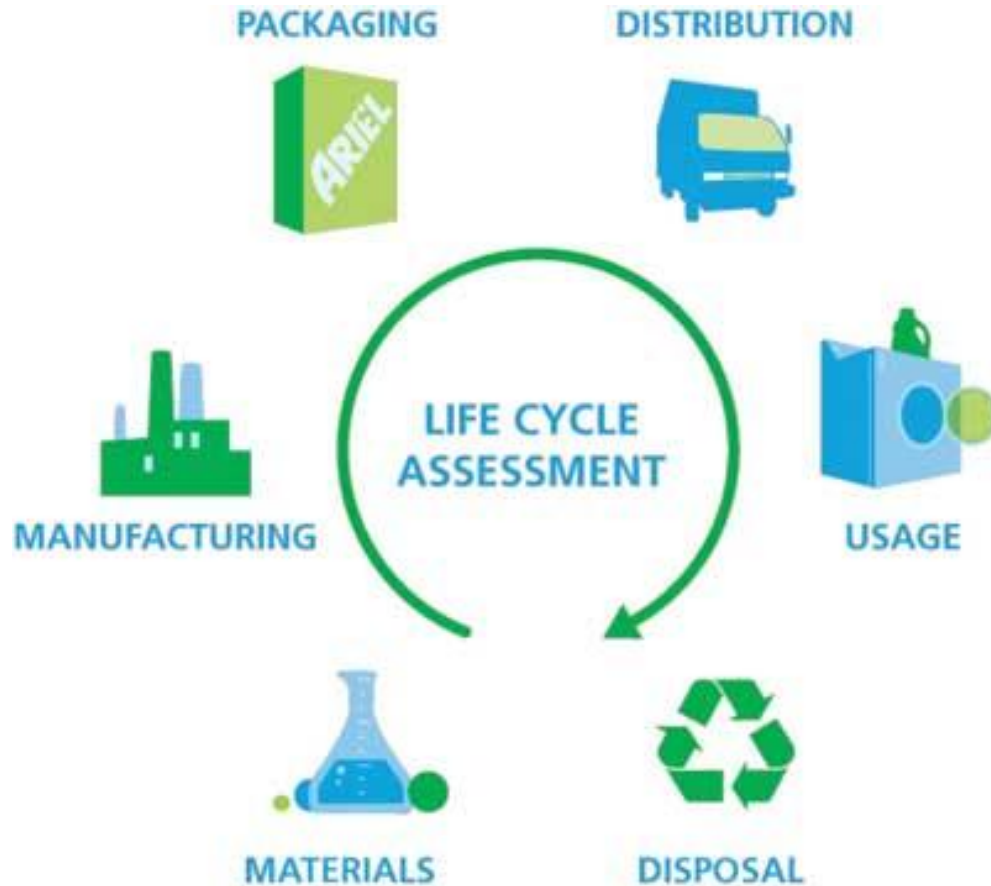 PACKAGING
DISTRIBUTION
ARIEL
LIFE CYCLE
ASSESSMENT
MANUFACTURING
USAGE
MATERIALS
DISPOSAL